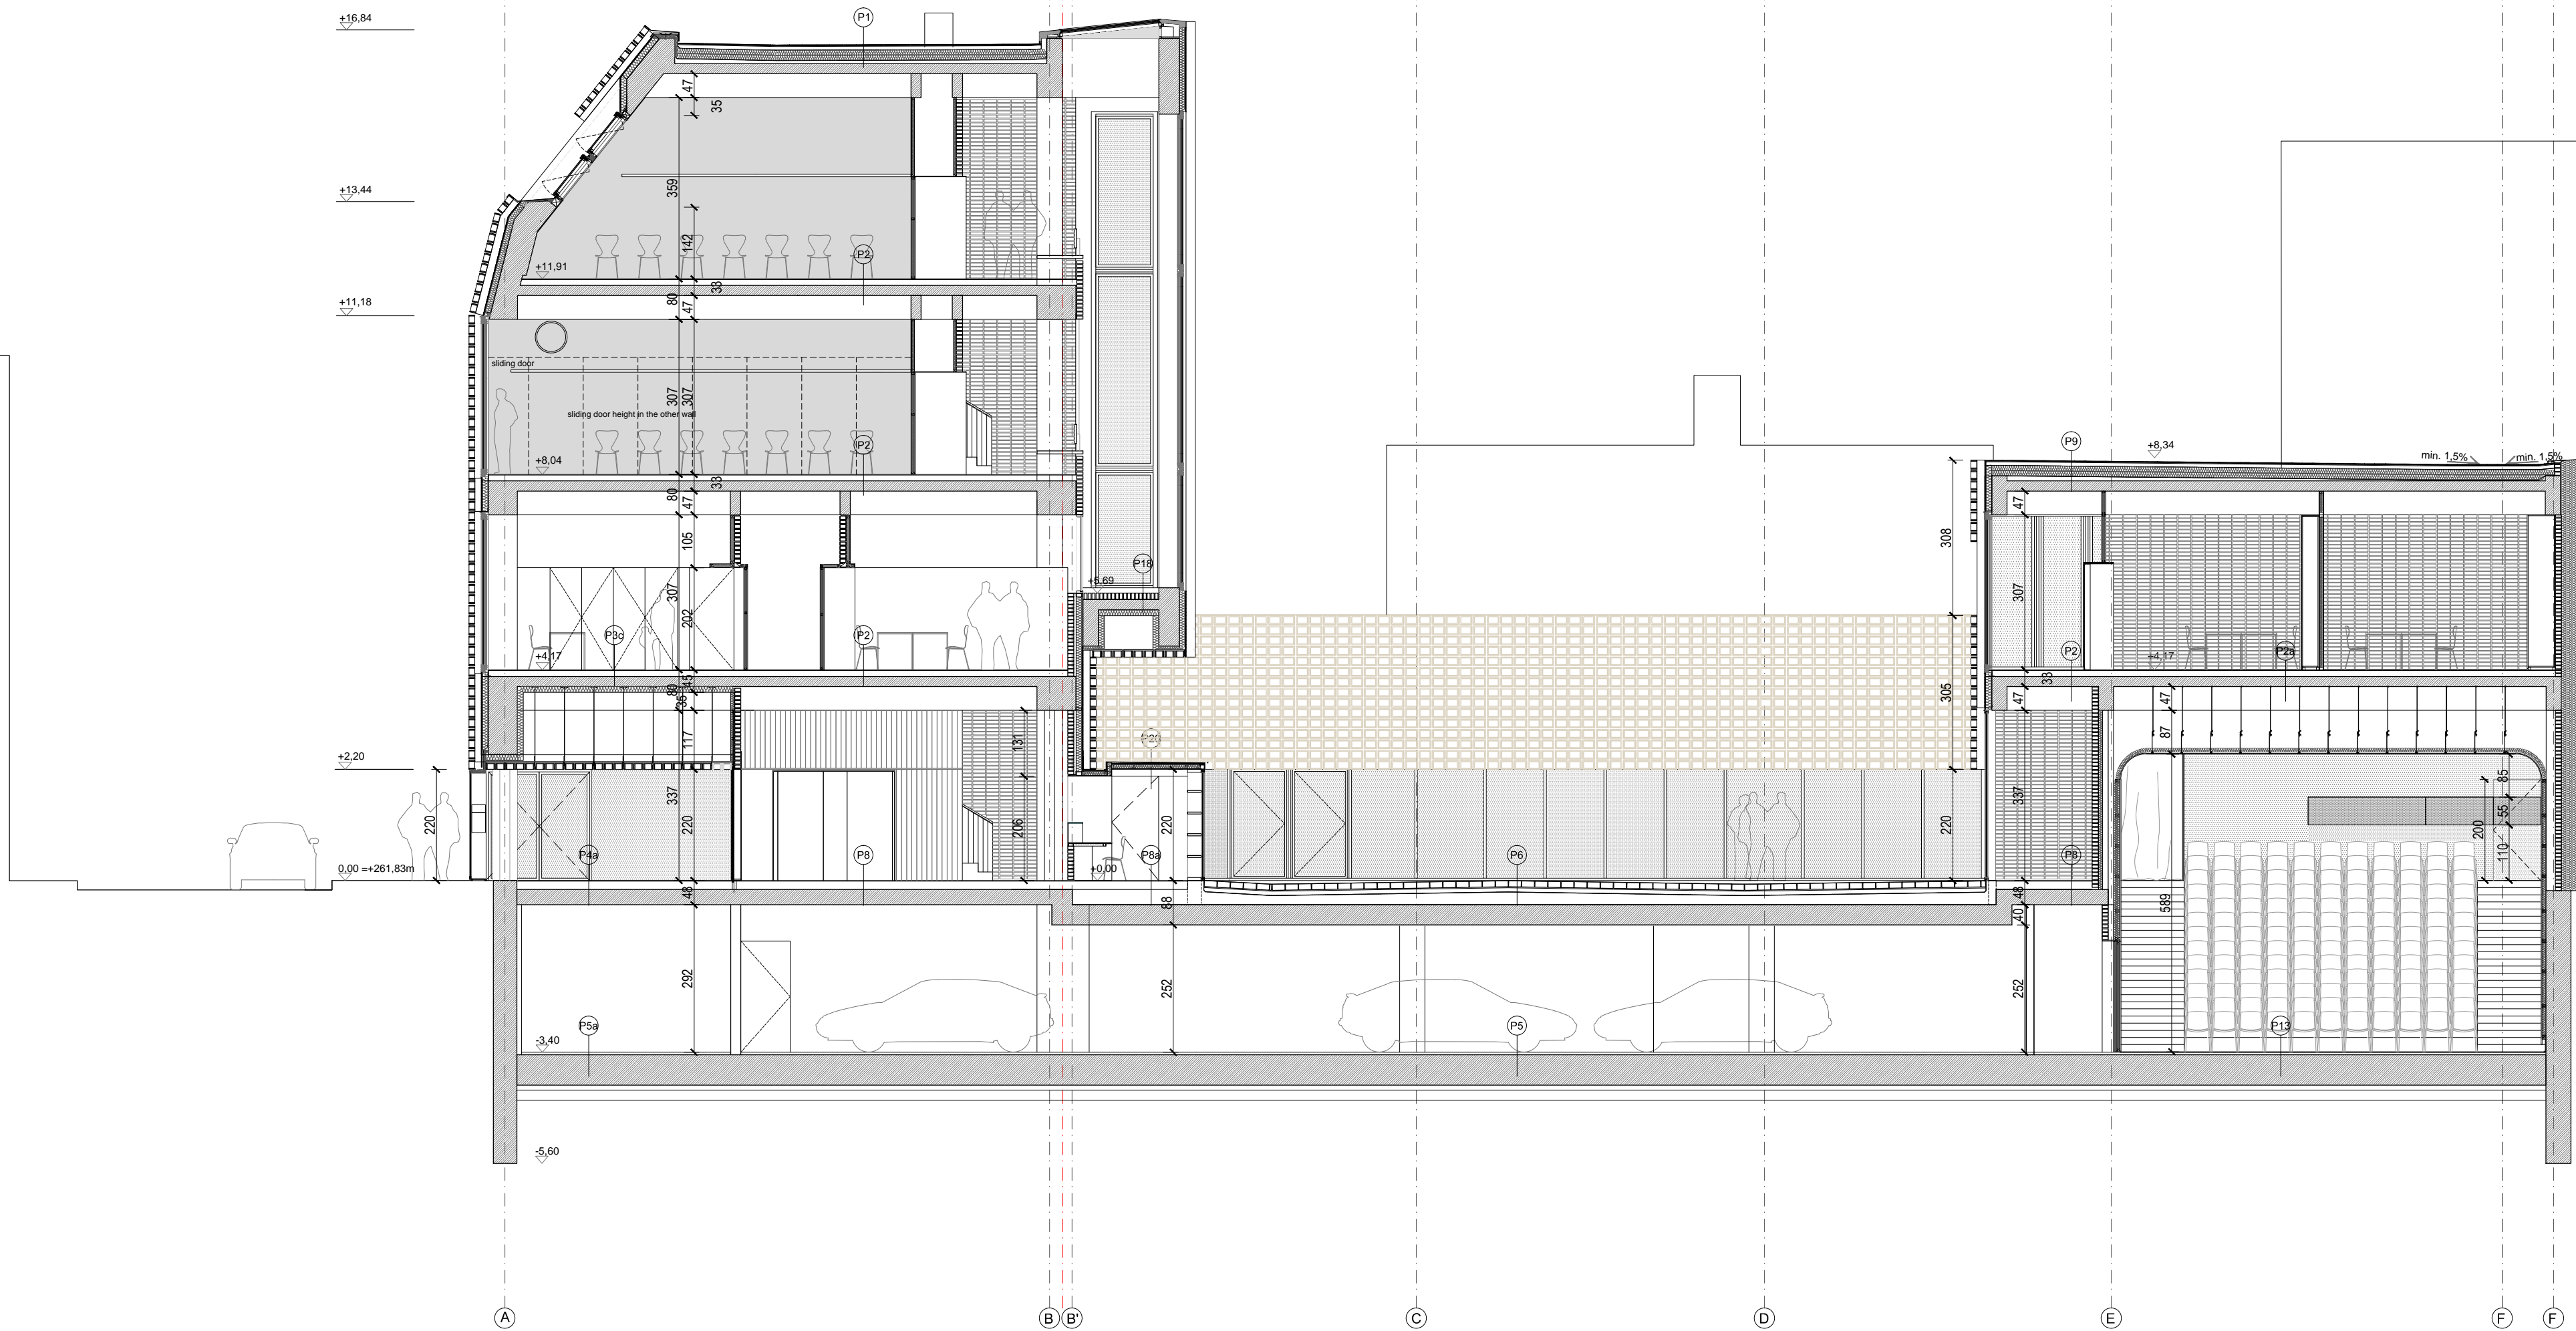 +16,84
P1
47
35
+13,44
359
142
P2
+11,91
33
+11,18
80
47
sliding door
307
307
sliding door height in the other wall
P2
+8,04
33
80
47
P9
+8,34
min. 1,5%
min. 1,5%
308
47
105
P18
+5,69
307
202
307
P3c
P2
+4,17
P2
+4,17
P2a
45
80
35
33
47
47
305
117
131
P20
87
+2,20
85
337
220
220
206
220
220
337
200
55
110
0,00 =+261,83m
P4a
P8
+0,00
P8a
P6
P8
48
88
48
40
589
292
252
252
P5a
P5
P13
-3,40
-5,60
A
B
B'
C
D
E
F
F